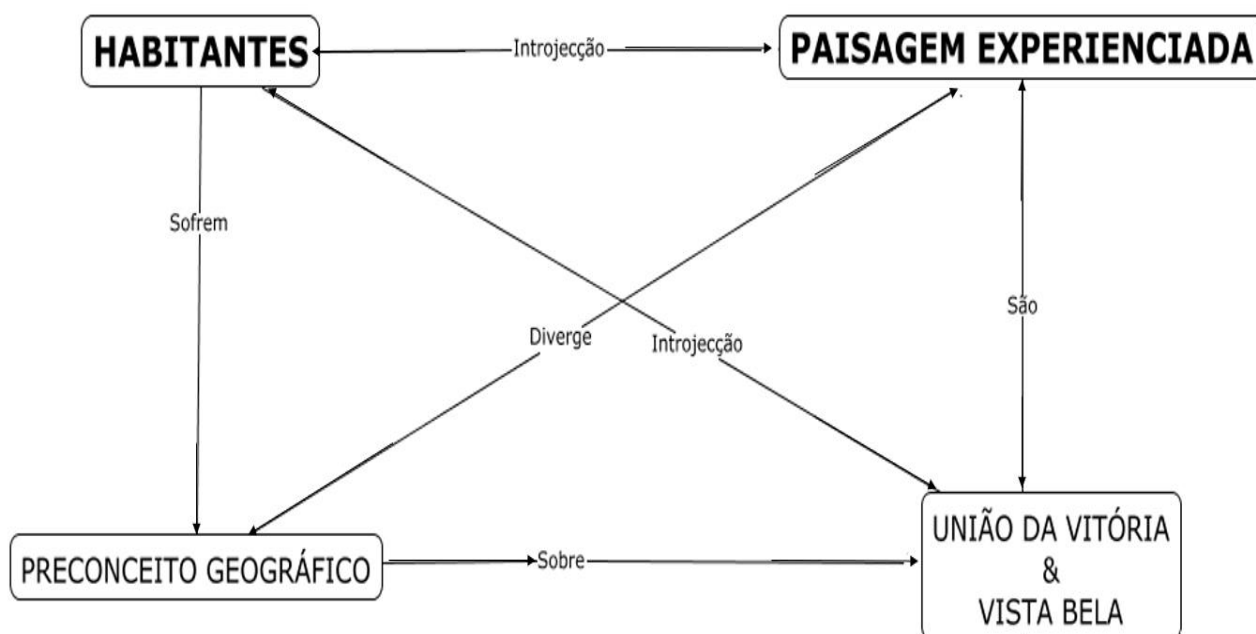 HABITANTES
Introjecção
PAISAGEM EXPERIENCIADA
Sofrem
Diverge
Introjecção
São
PRECONCEITO GEOGRÁFICO
Sobre
UNIÃO DA VITÓRIA
&
VISTA BELA